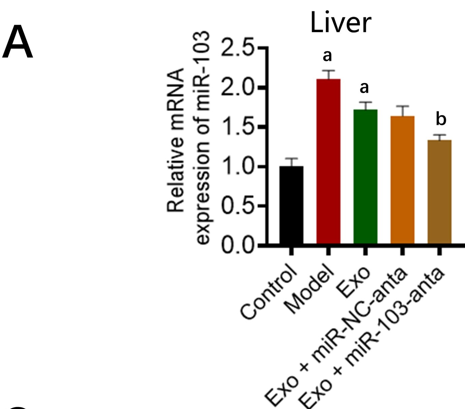 A
Liver
Relative mRNA
expression of miR-103
2.5
2.0
1.5
1.0
0.5
0.0
a
a
b
Control
Model
Exo
Exo + miR-NC-anta
Exo + miR-103-anta